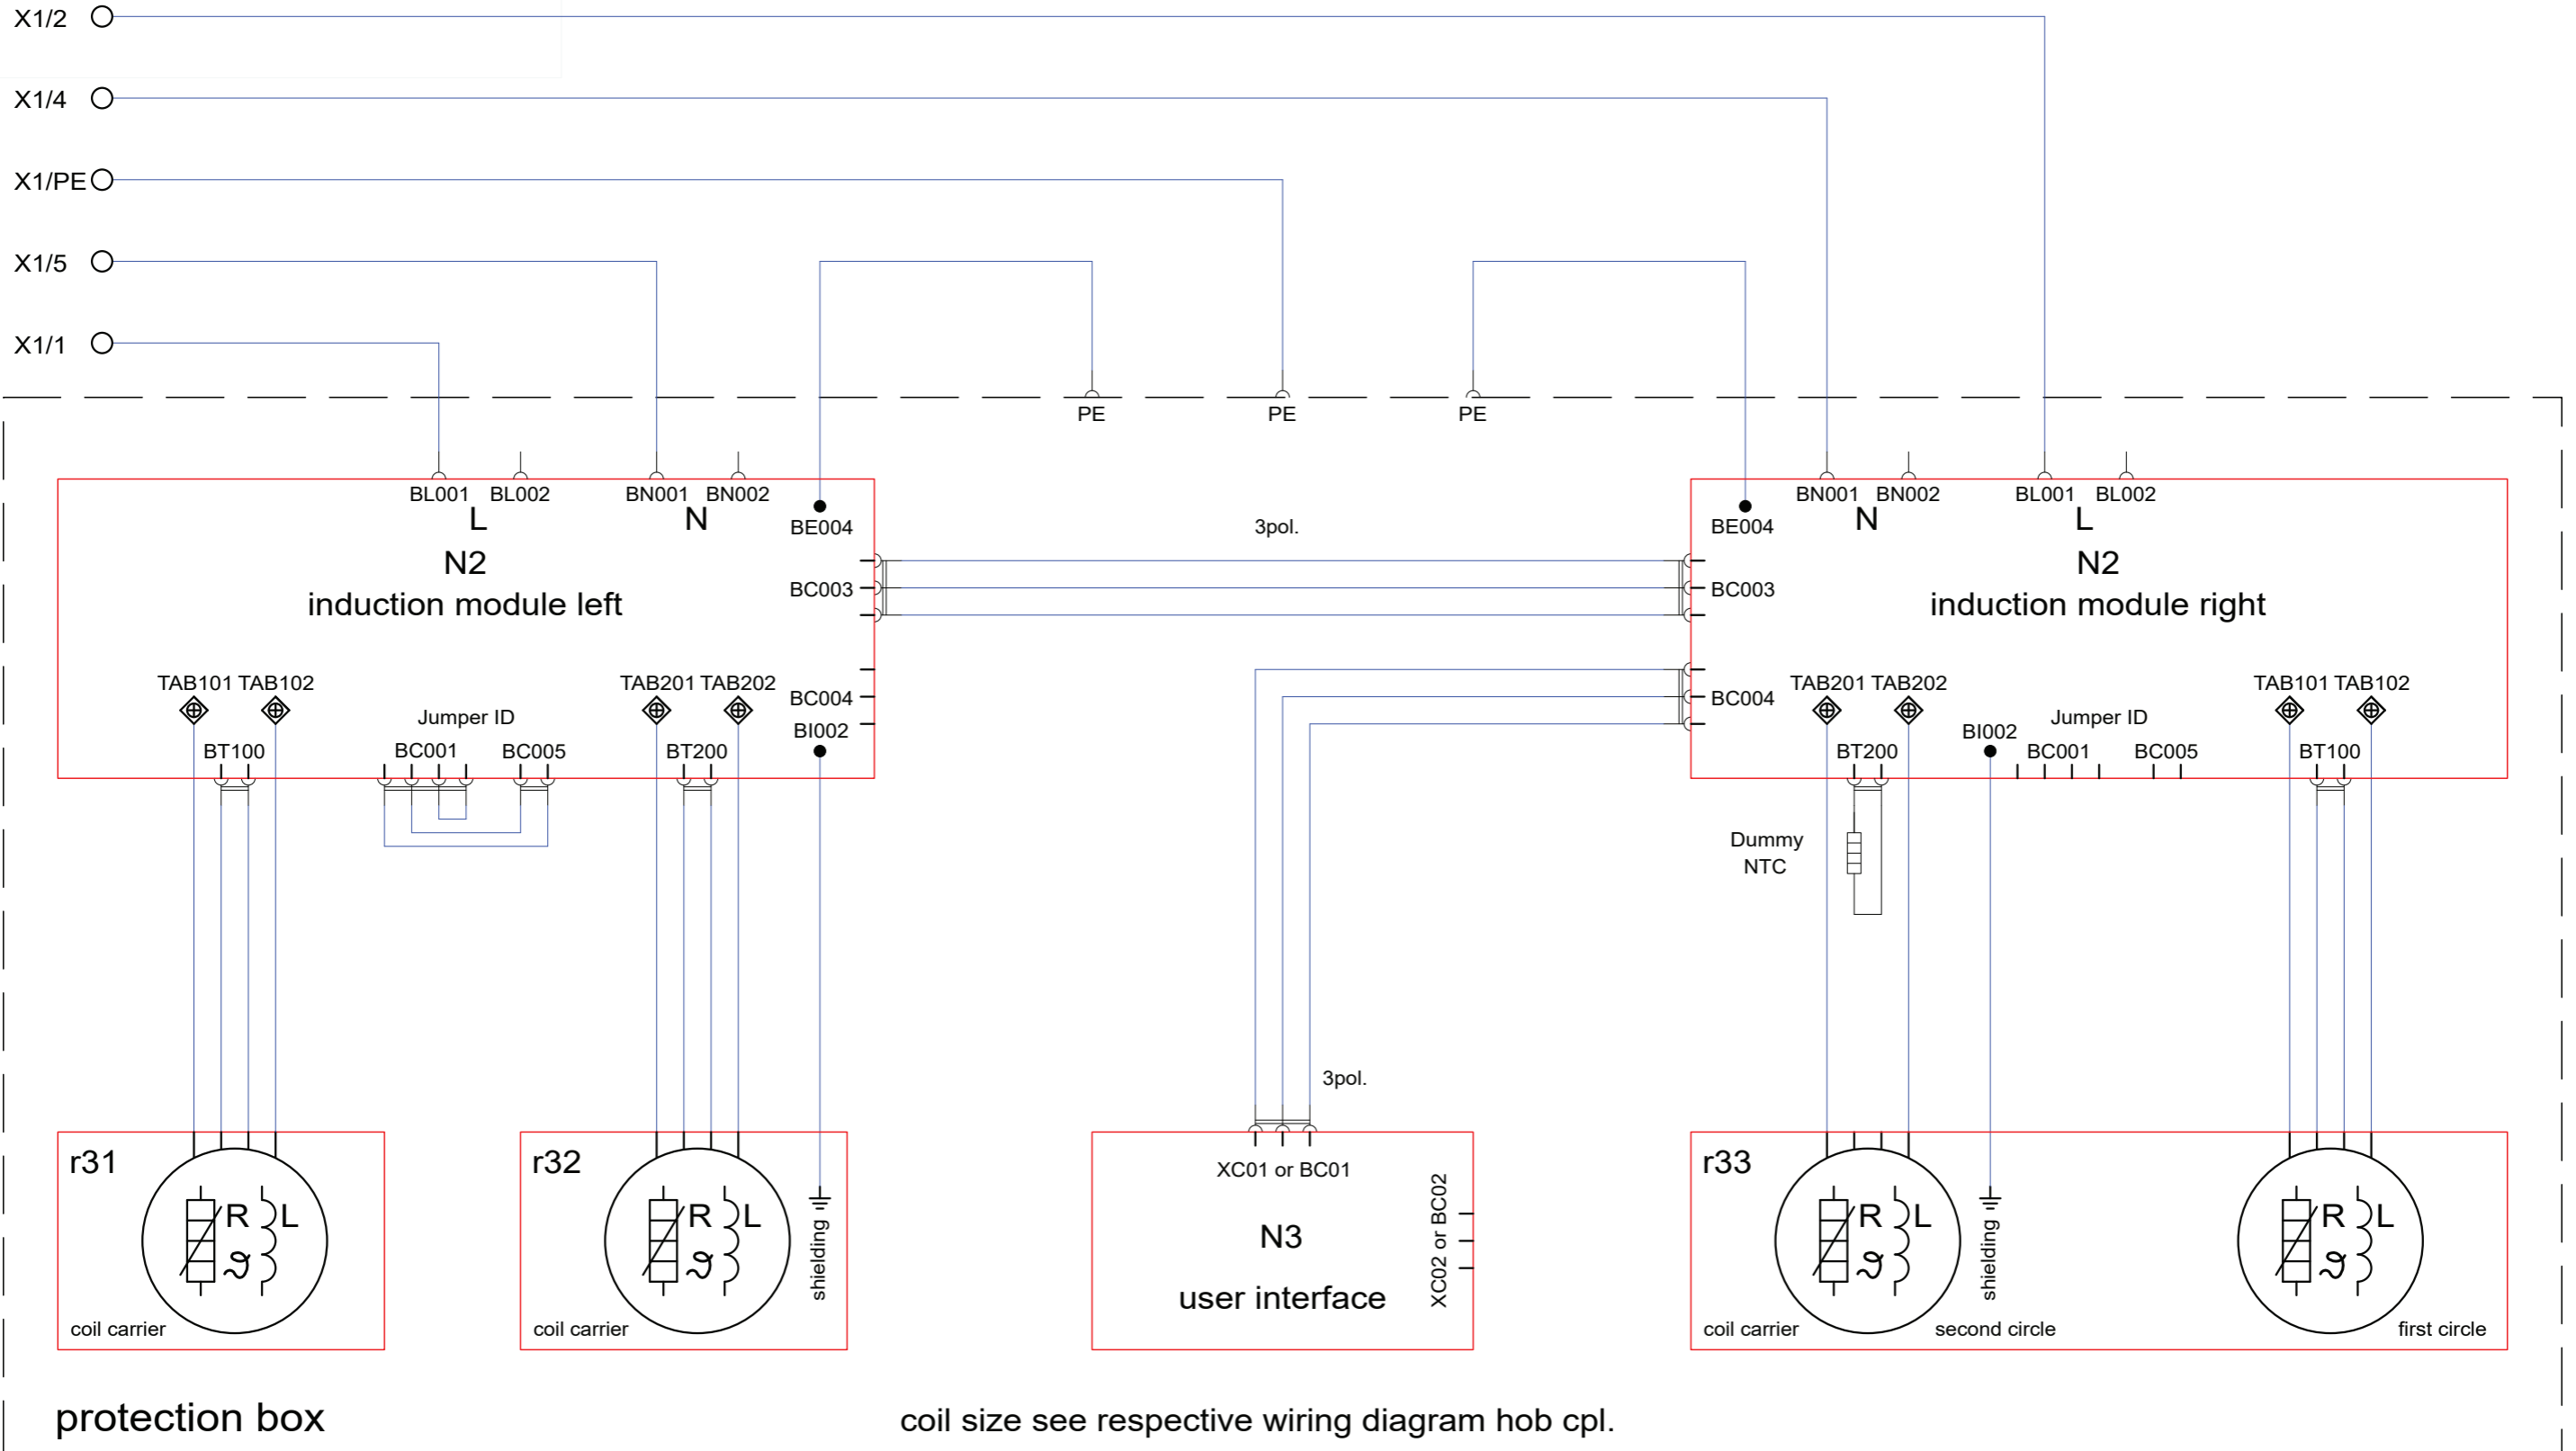 X1/2
X1/4
X1/PE
X1/5
X1/1
PE PE PE
BL001 BL002 BN001 BN002
L N
BE004
N2
induction module left
BC003
TAB101 TAB102 TAB201 TAB202
BC004
Jumper ID
BI002
BT100 BC001 BC005 BT200
3pol.
BN001 BN002 BL001 BL002
BE004
N L
N2
induction module right
BC003
TAB201 TAB202 TAB101 TAB102
BC004
Jumper ID
BI002
BT200 BC001 BC005 BT100
Dummy
NTC
3pol.
r31
R L
ϑ
coil carrier
r32
R L
ϑ
shielding
coil carrier
XC01 or BC01
XC02 or BC02
N3
user interface
r33
R L
ϑ
shielding
coil carrier
second circle
R L
ϑ
first circle
protection box
coil size see respective wiring diagram hob cpl.